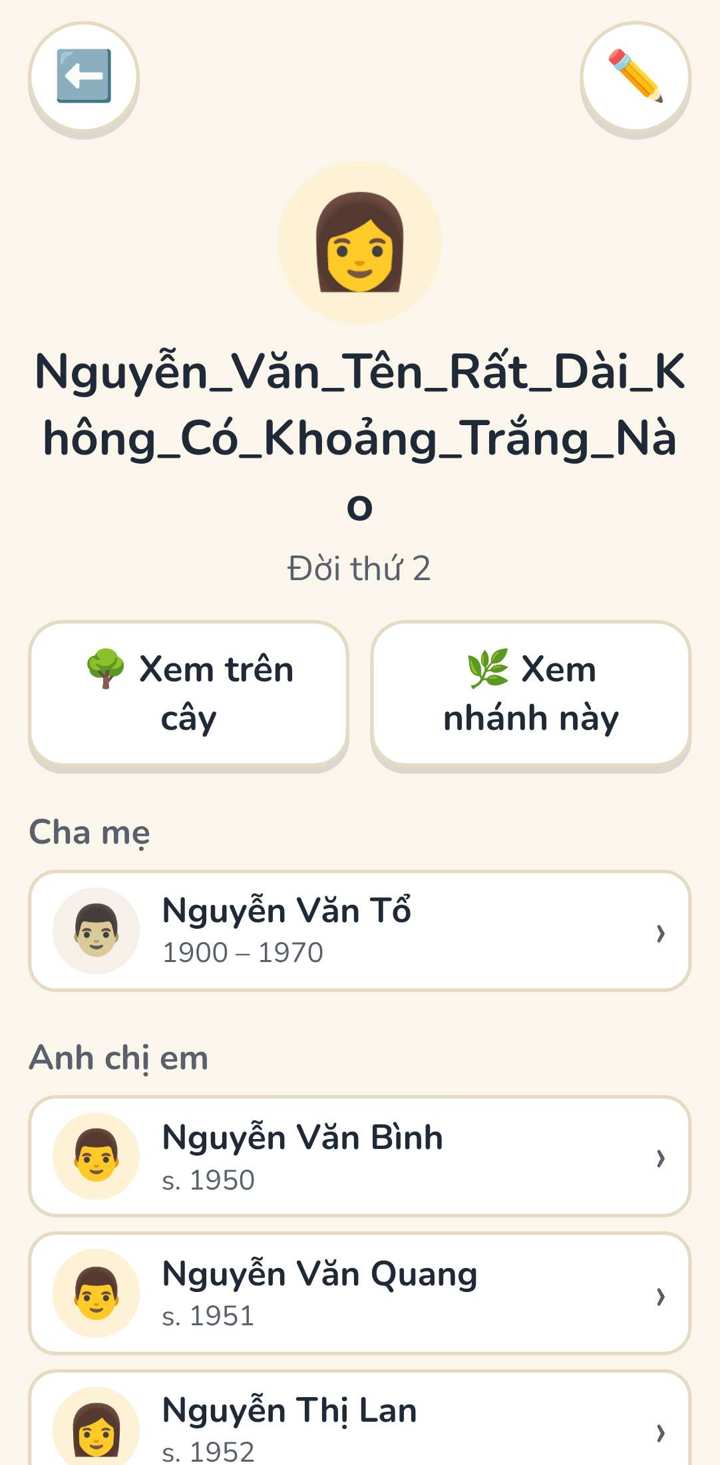 Nguyễn_Văn_Tên_Rất_Dài_K
hông_Có_Khoảng_Trắng_Nà
o
Đời thứ 2
Xem trên
cây
Xem
nhánh này
Cha mẹ
Nguyễn Văn Tổ
1900 – 1970
Anh chị em
Nguyễn Văn Bình
s. 1950
Nguyễn Văn Quang
s. 1951
Nguyễn Thị Lan
s. 1952